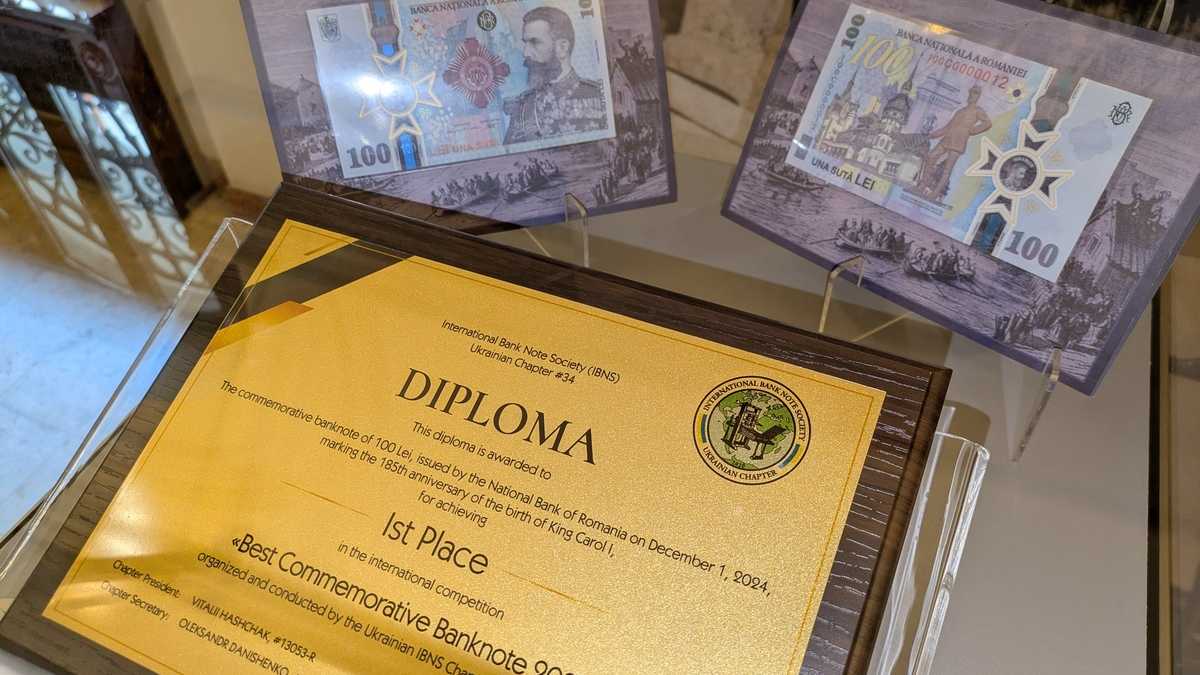 BANCA NAȚIONALĂ A ROMÂNIEI
100
LEI UNA SUTĂ
100
BANCA NAȚIONALĂ A ROMÂNIEI
100
UNA SUTĂ LEI
100
International Bank Note Society (IBNS)
Ukrainian Chapter #34
DIPLOMA
This diploma is awarded to
The commemorative banknote of 100 Lei, issued by the National Bank of Romania on December 1, 2024,
marking the 185th anniversary of the birth of King Carol I,
for achieving
1st Place
in the international competition
«Best Commemorative Banknote
organized and conducted by the Ukrainian IBNS
Chapter President: VITALII HASHCHAK, #13053-R
Chapter Secretary: OLEKSANDR DANISHENKO,
INTERNATIONAL BANK NOTE SOCIETY
UKRAINIAN CHAPTER